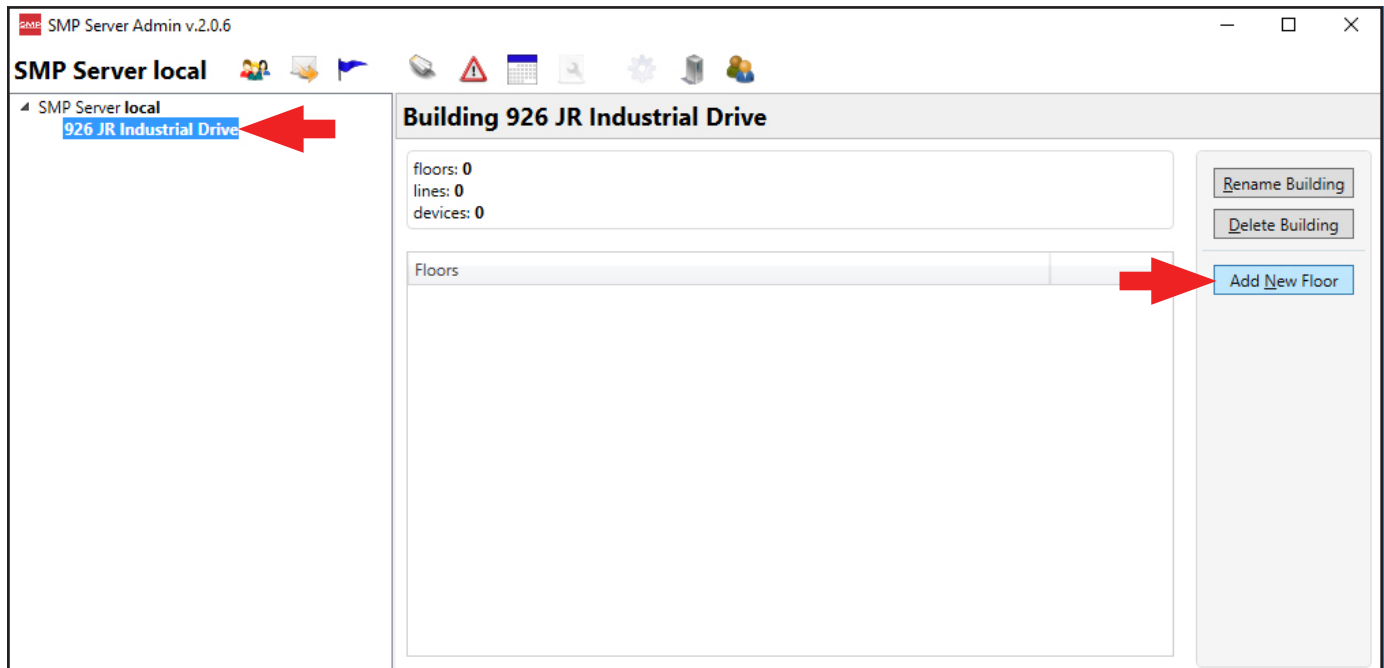 SMP SMP Server Admin v.2.0.6
SMP Server local
SMP Server local
926 JR Industrial Drive
Building 926 JR Industrial Drive
floors: 0
lines: 0
devices: 0
Floors
Rename Building
Delete Building
Add New Floor